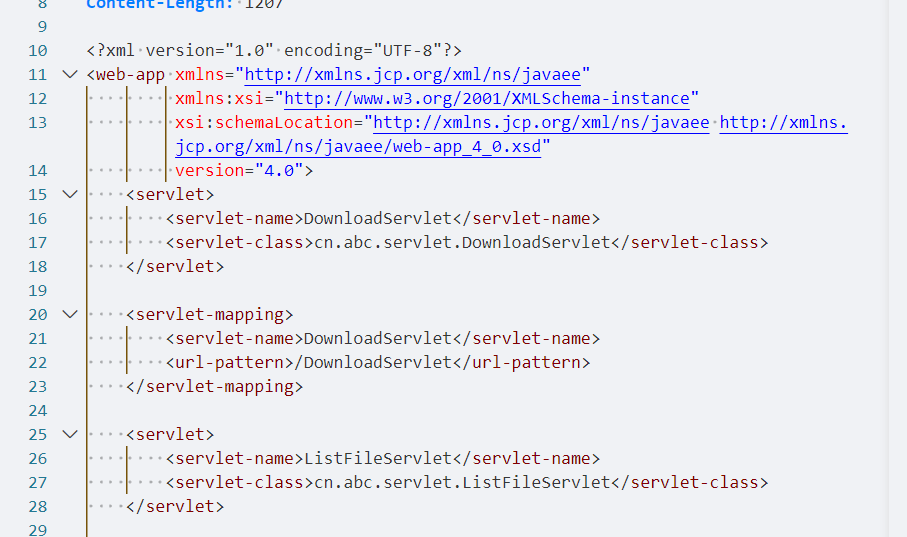 8 Content-Length: 1207
9
10 <?xml version="1.0" encoding="UTF-8"?>
11 <web-app xmlns="http://xmlns.jcp.org/xml/ns/javaee"
12 xmlns:xsi="http://www.w3.org/2001/XMLSchema-instance"
13 xsi:schemaLocation="http://xmlns.jcp.org/xml/ns/javaee http://xmlns.
jcp.org/xml/ns/javaee/web-app_4_0.xsd"
14 version="4.0">
15 <servlet>
16 <servlet-name>DownloadServlet</servlet-name>
17 <servlet-class>cn.abc.servlet.DownloadServlet</servlet-class>
18 </servlet>
19
20 <servlet-mapping>
21 <servlet-name>DownloadServlet</servlet-name>
22 <url-pattern>/DownloadServlet</url-pattern>
23 </servlet-mapping>
24
25 <servlet>
26 <servlet-name>ListFileServlet</servlet-name>
27 <servlet-class>cn.abc.servlet.ListFileServlet</servlet-class>
28 </servlet>
29